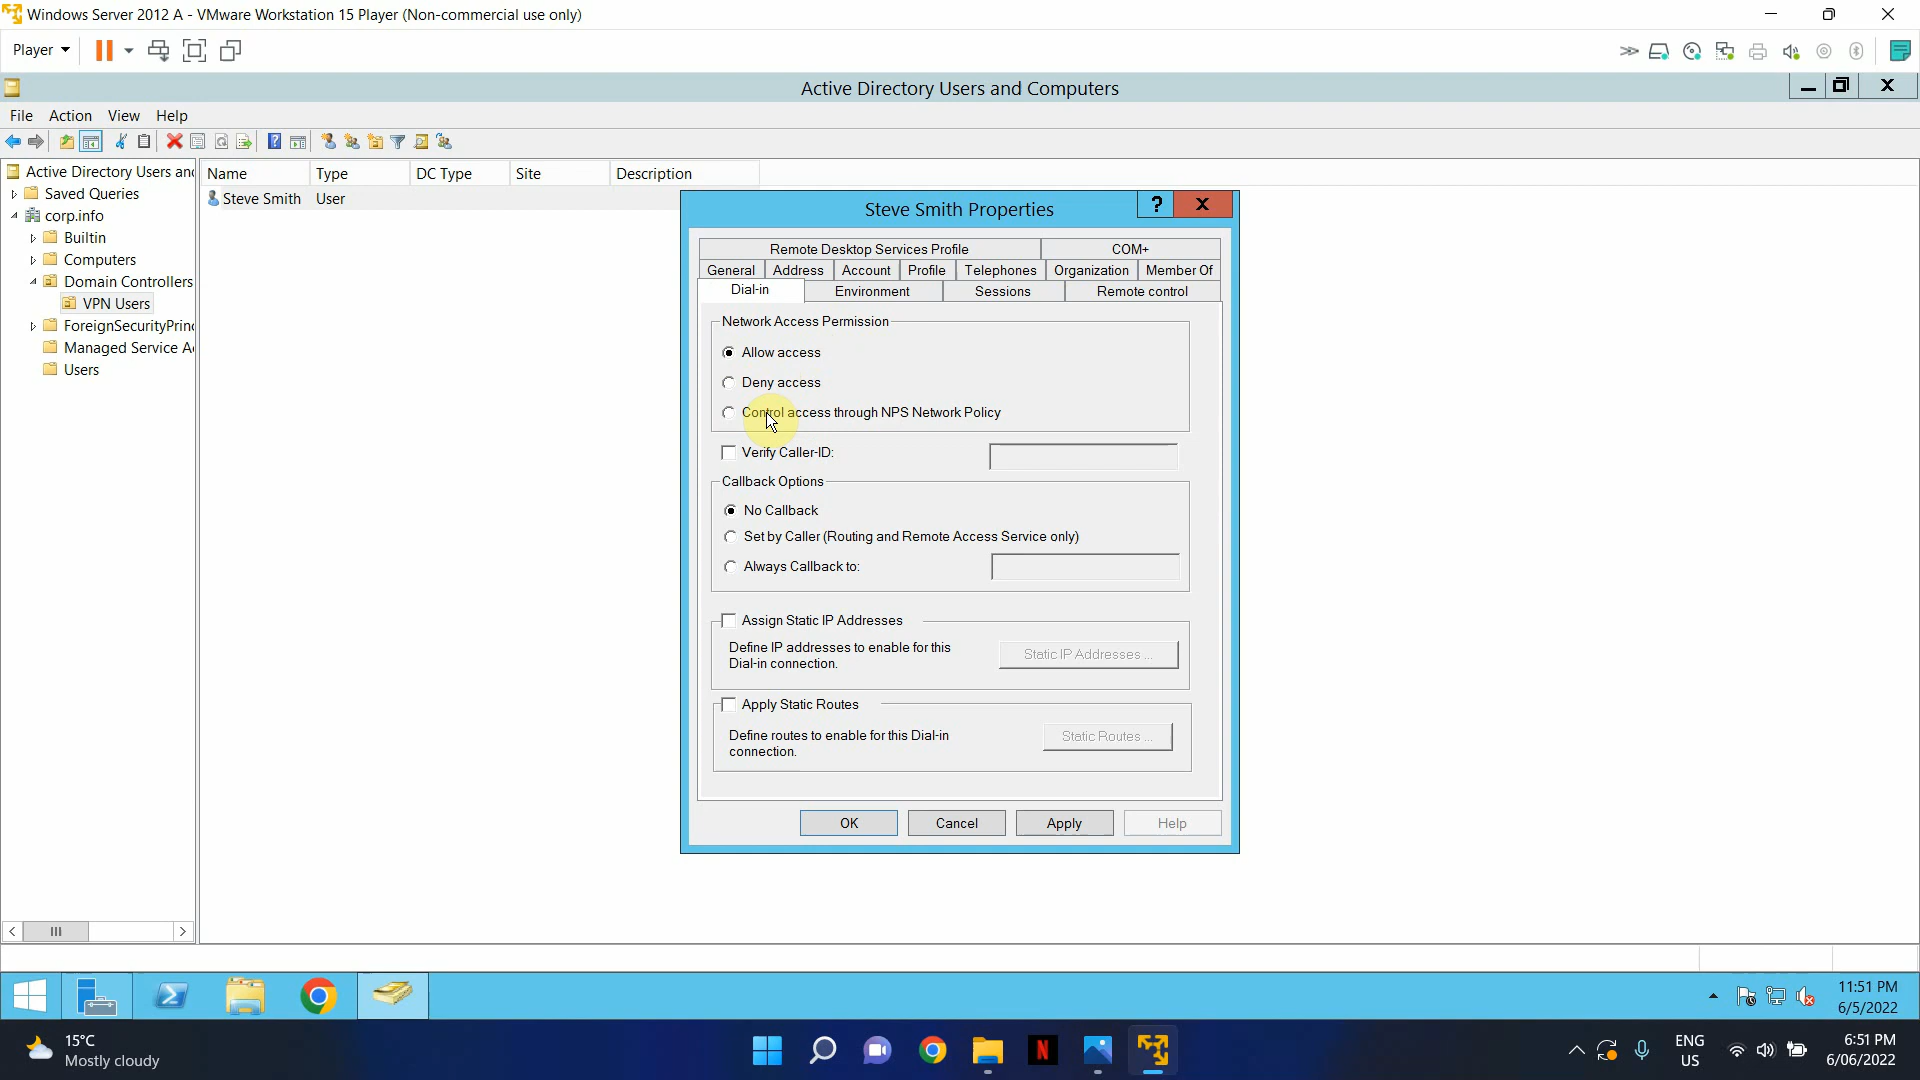 Windows Server 2012 A - VMware Workstation 15 Player (Non-commercial use only)
Player
Active Directory Users and Computers
File Action View Help
Active Directory Users and
Saved Queries
corp.info
Builtin
Computers
Domain Controllers
VPN Users
ForeignSecurityPrinc
Managed Service A
Users
Name Type DC Type Site Description
Steve Smith User
Steve Smith Properties
?
X
Remote Desktop Services Profile COM+
General Address Account Profile Telephones Organization Member Of
Dial-in Environment Sessions Remote control
Network Access Permission
Allow access
Deny access
Control access through NPS Network Policy
Verify Caller-ID:
Callback Options
No Callback
Set by Caller (Routing and Remote Access Service only)
Always Callback to:
Assign Static IP Addresses
Define IP addresses to enable for this
Dial-in connection.
Static IP Addresses ...
Apply Static Routes
Define routes to enable for this Dial-in
connection.
Static Routes ...
OK Cancel Apply Help
11:51 PM
6/5/2022
15°C
Mostly cloudy
N
ENG
US
6:51 PM
6/06/2022